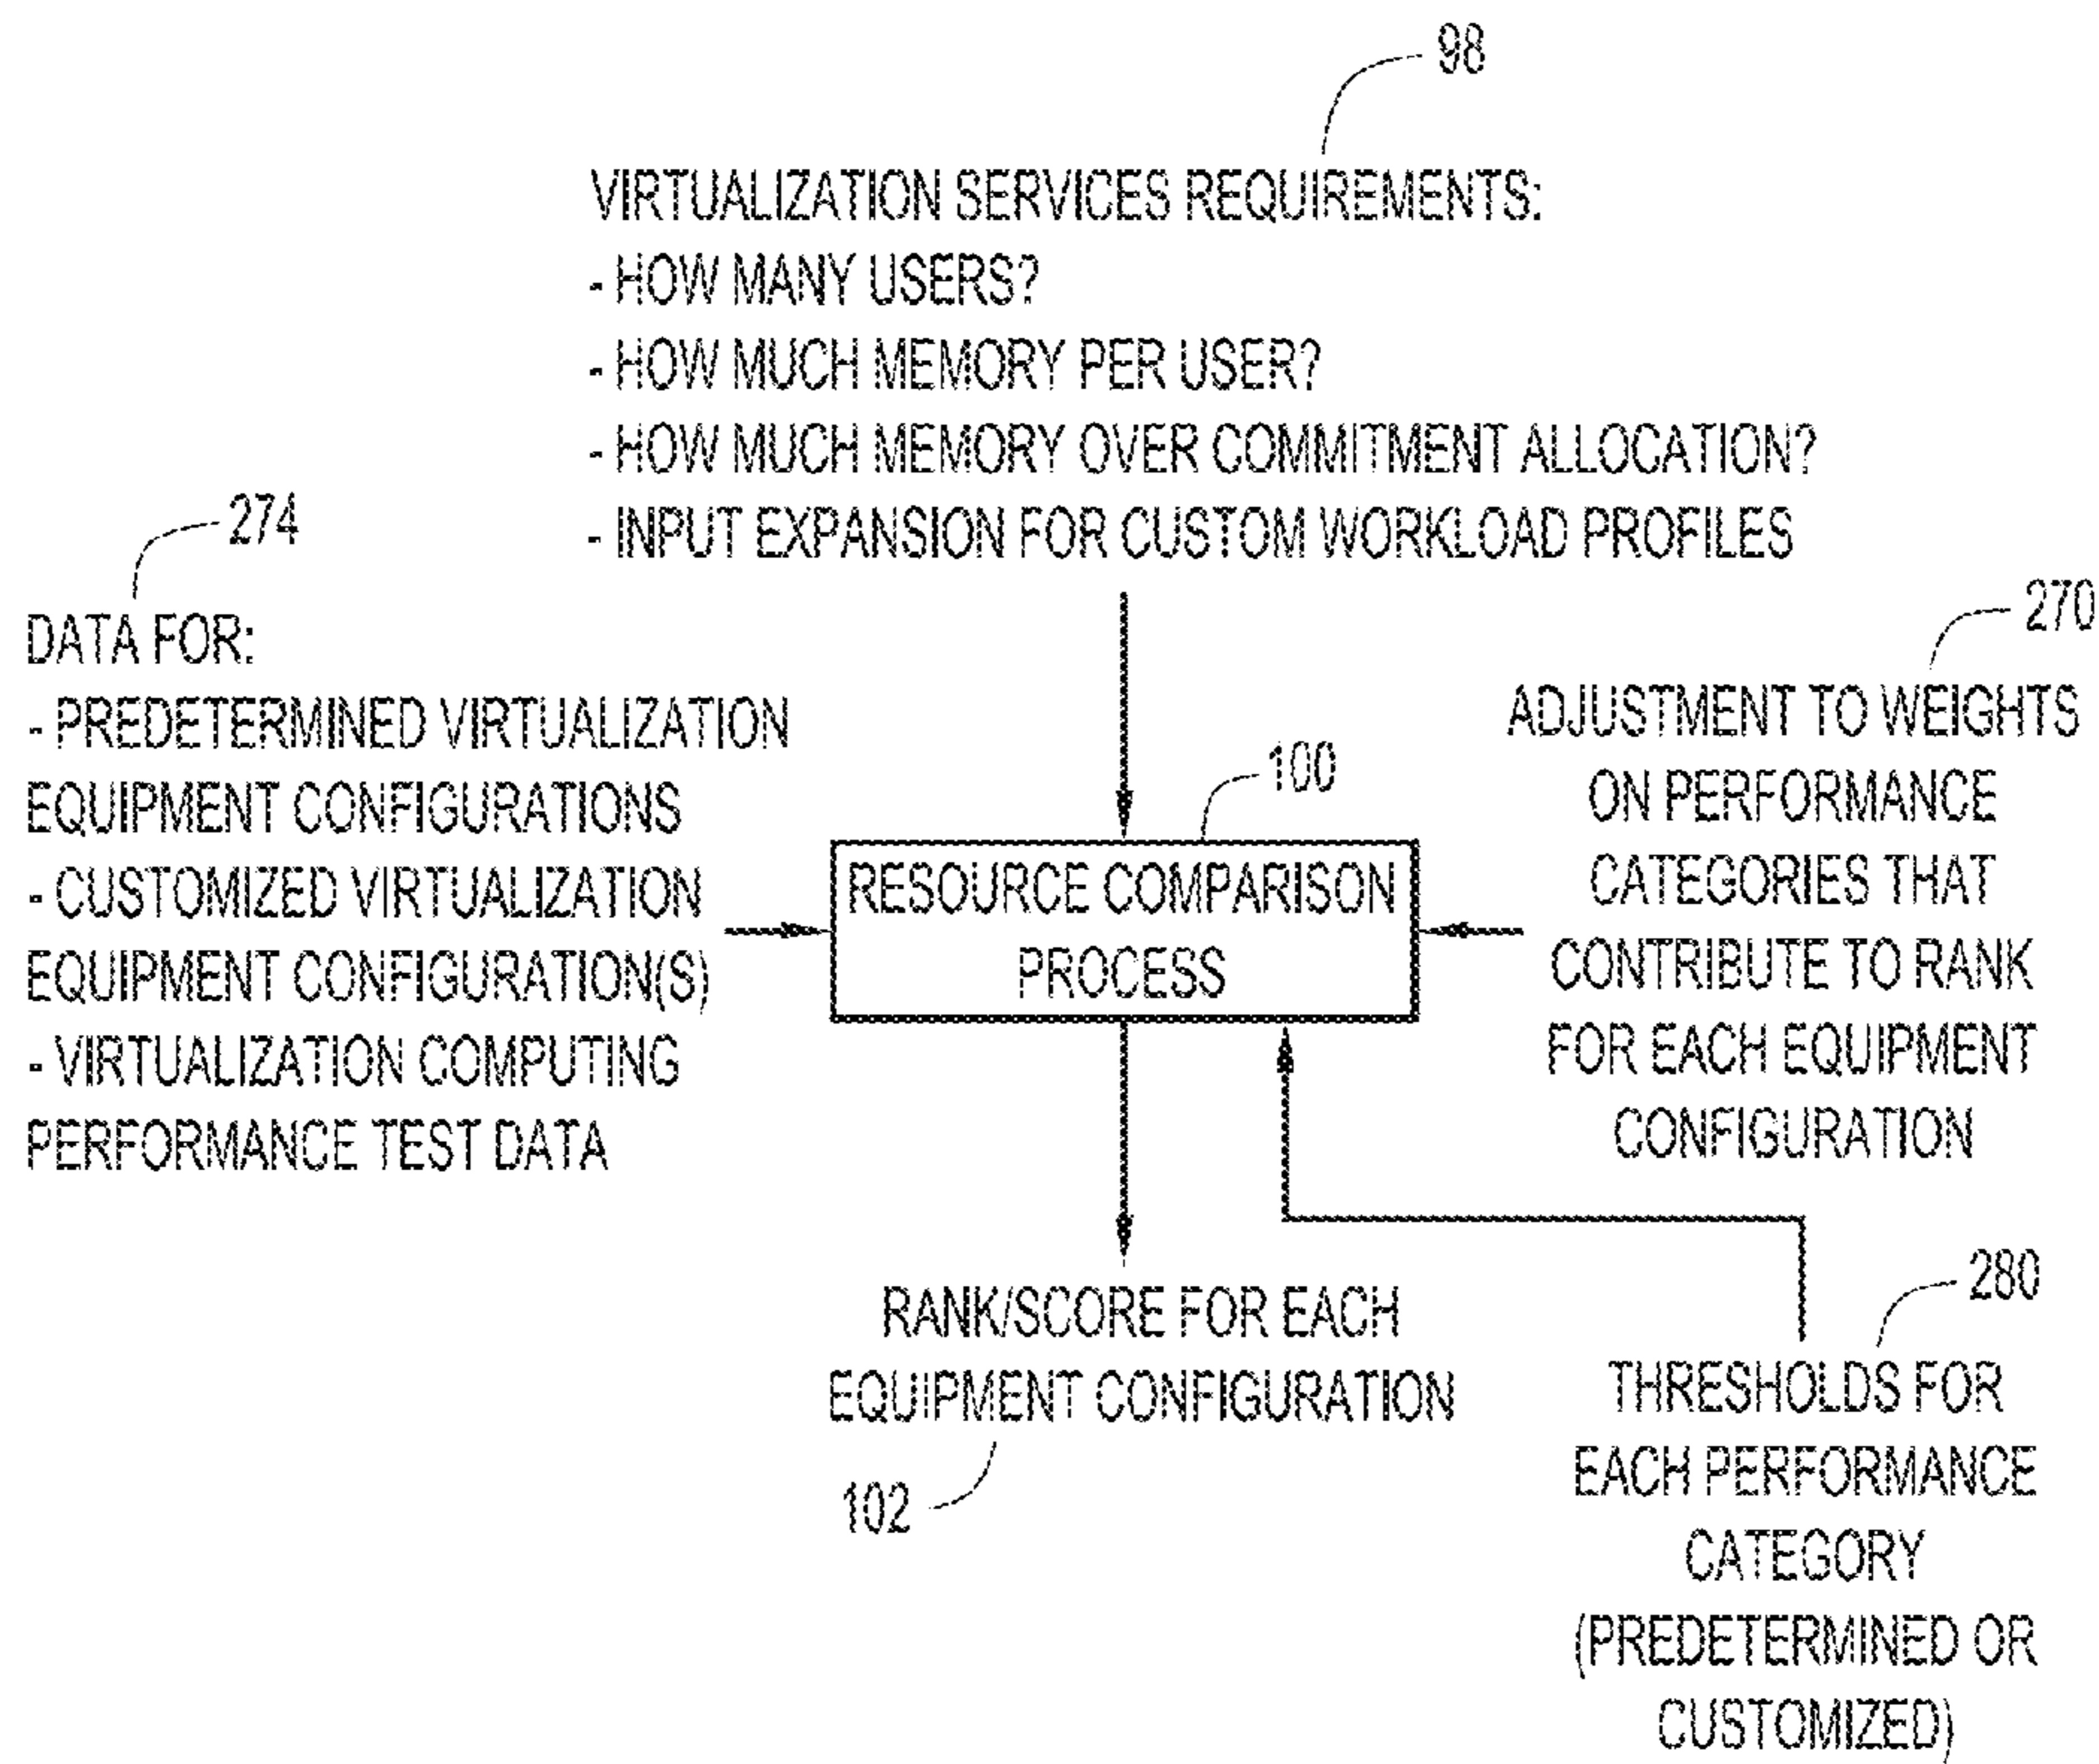 98
VIRTUALIZATION SERVICES REQUIREMENTS:
- HOW MANY USERS?
- HOW MUCH MEMORY PER USER?
- HOW MUCH MEMORY OVER COMMITMENT ALLOCATION?
- INPUT EXPANSION FOR CUSTOM WORKLOAD PROFILES
274
DATA FOR:
- PREDETERMINED VIRTUALIZATION
EQUIPMENT CONFIGURATIONS
- CUSTOMIZED VIRTUALIZATION
EQUIPMENT CONFIGURATION(S)
- VIRTUALIZATION COMPUTING
PERFORMANCE TEST DATA
100
RESOURCE COMPARISON
PROCESS
270
ADJUSTMENT TO WEIGHTS
ON PERFORMANCE
CATEGORIES THAT
CONTRIBUTE TO RANK
FOR EACH EQUIPMENT
CONFIGURATION
RANK/SCORE FOR EACH
EQUIPMENT CONFIGURATION
102
280
THRESHOLDS FOR
EACH PERFORMANCE
CATEGORY
(PREDETERMINED OR
CUSTOMIZED)